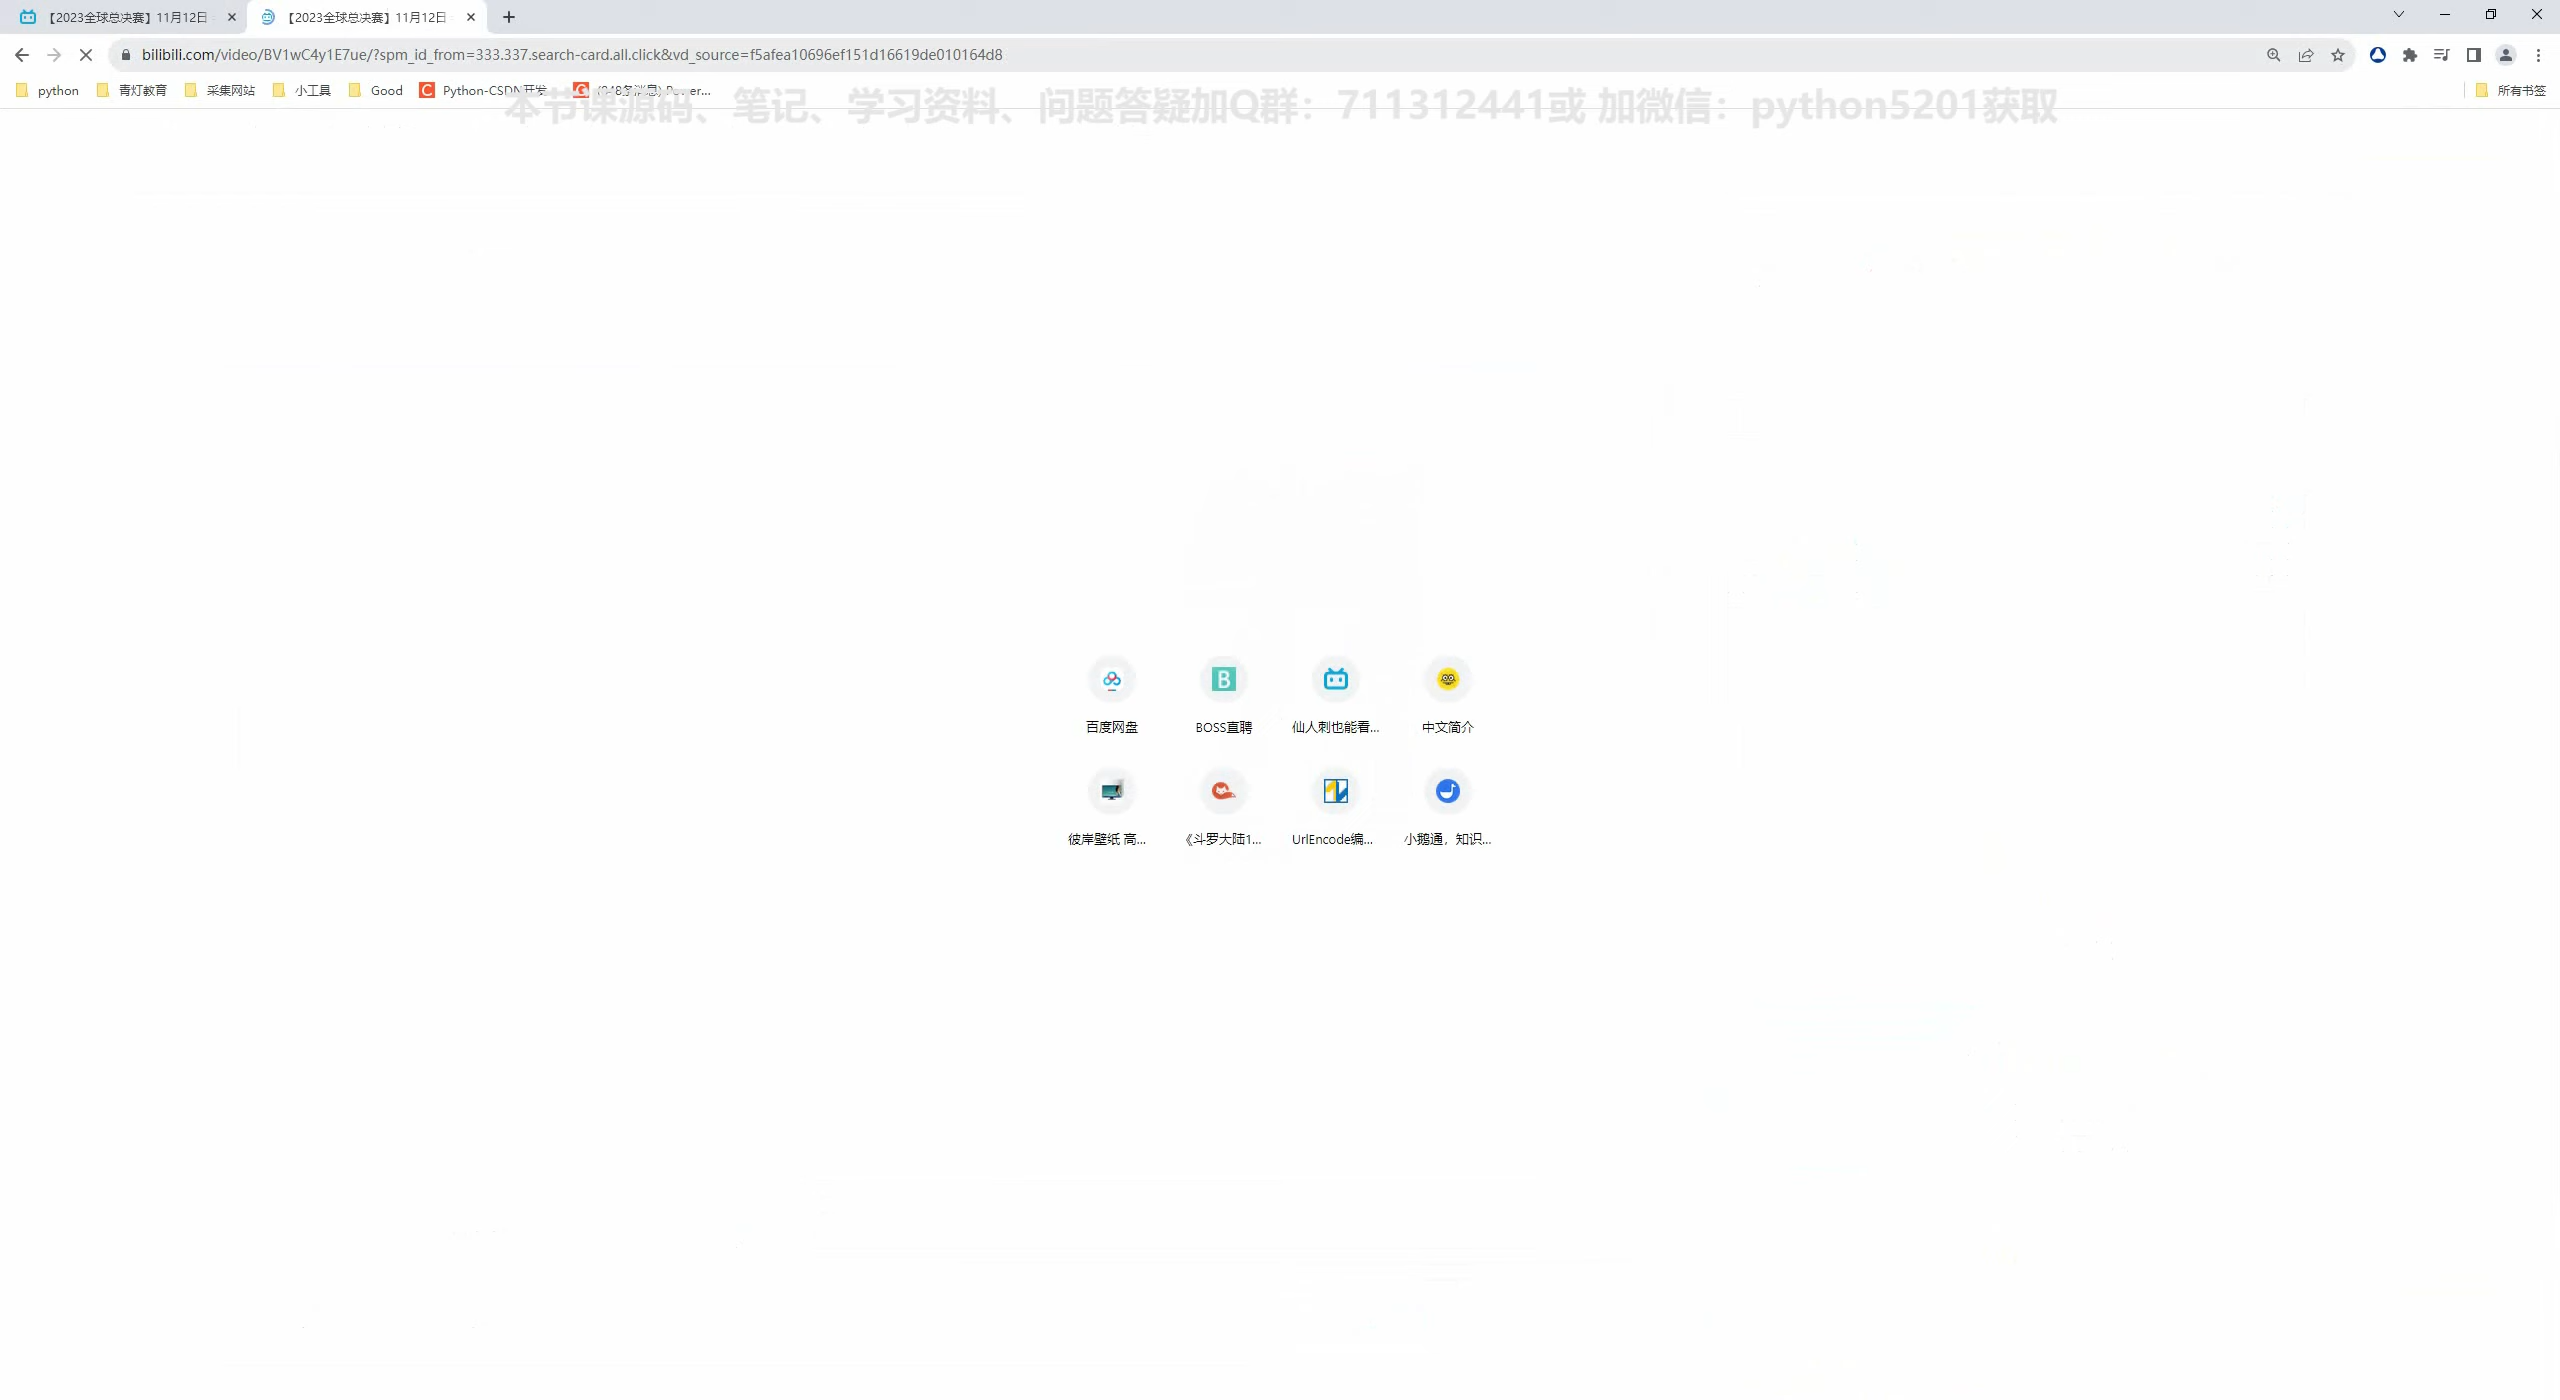 【2023全球总决赛】11月12日
【2023全球总决赛】11月12日
bilibili.com/video/BV1wC4y1E7ue/?spm_id_from=333.337.search-card.all.click&vd_source=f5afea10696ef151d16619de010164d8
python 青灯教育 采集网站 小工具 Good Python-CSDN开发 所有书签
本节课源码、笔记、学习资料、问题答疑加Q群：711312441或 加微信：python5201获取
百度网盘 BOSS直聘 仙人刺也能看... 中文简介
彼岸壁纸 高... 《斗罗大陆1... UrlEncode编... 小鹅通，知识...